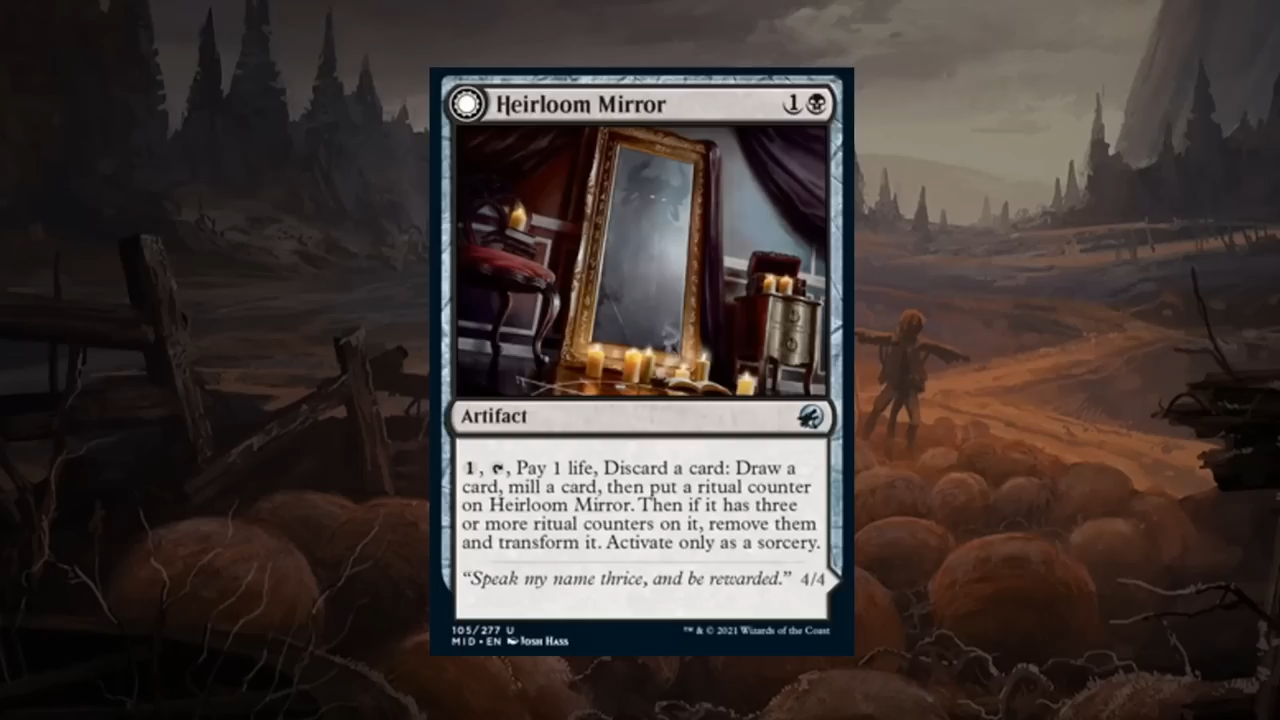 Heirloom Mirror 1
Artifact
1, , Pay 1 life, Discard a card: Draw a
card, mill a card, then put a ritual counter
on Heirloom Mirror. Then if it has three
or more ritual counters on it, remove them
and transform it. Activate only as a sorcery.
“Speak my name thrice, and be rewarded.” 4/4
105/277 U
™ & © 2021 Wizards of the Coast
MID • EN Josh Hass